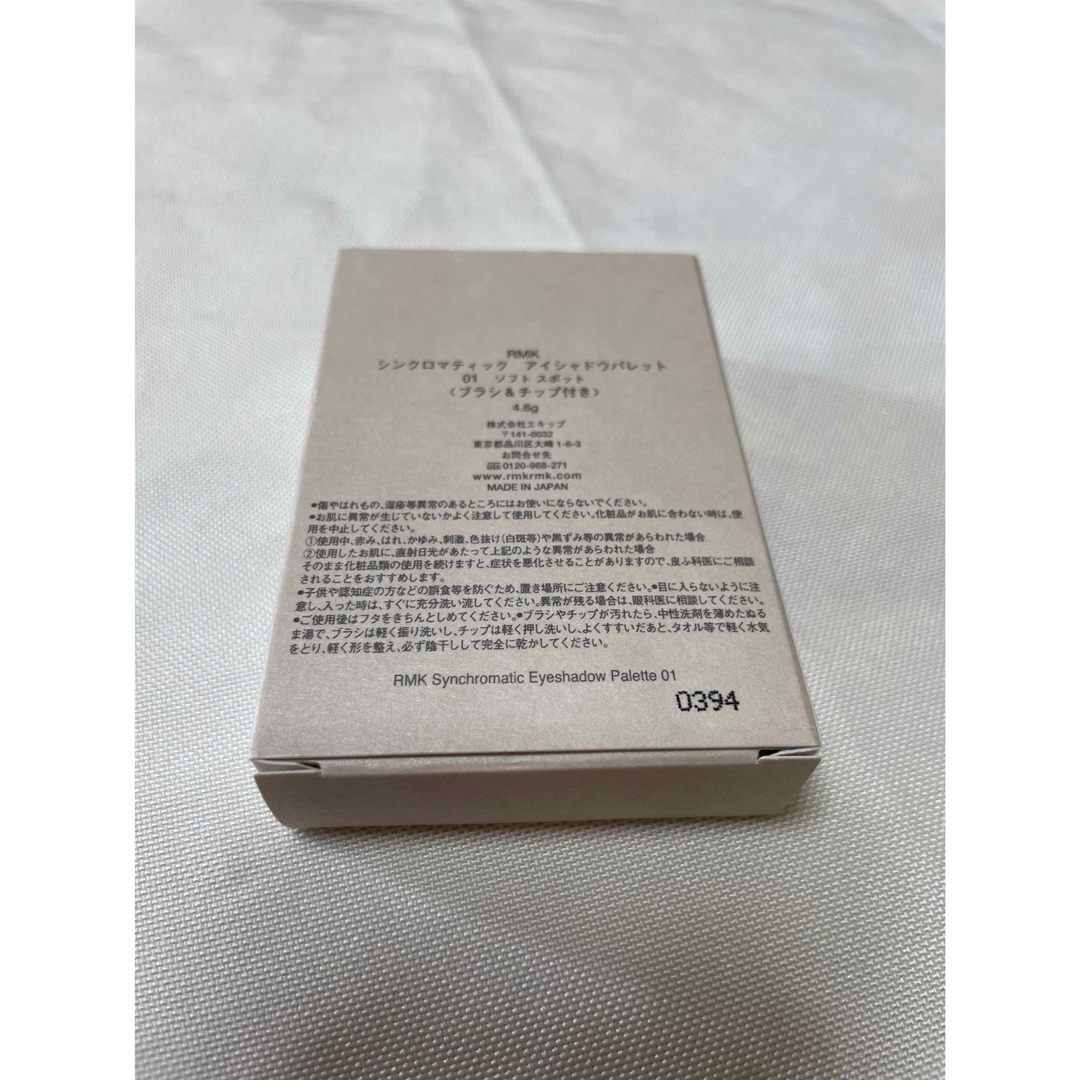 RMK
シンクロマティック　アイシャドウパレット
01　ソフト スポット
〈ブラシ＆チップ付き〉
4.6g
株式会社エキップ
〒141-0032
東京都品川区大崎 1-6-3
お問合せ先
0120-988-271
www.rmkrmk.com
MADE IN JAPAN
●傷やはれもの、湿疹等異常のあるところにはお使いにならないでください。
●お肌に異常が生じていないかよく注意して使用してください。化粧品がお肌に合わない時は、使
用を中止してください。
①使用中、赤み、はれ、かゆみ、刺激、色抜け(白斑等)や黒ずみ等の異常があらわれた場合
②使用したお肌に、直射日光があたって上記のような異常があらわれた場合
そのまま化粧品類の使用を続けますと、症状を悪化させることがありますので、皮ふ科医にご相談
されることをおすすめします。
●子供や認知症の方などの誤食等を防ぐため、置き場所にご注意ください。●目に入らないように注
意し、入った時は、すぐに充分洗い流してください。異常が残る場合は、眼科医に相談してください。
●ご使用後はフタをきちんとしめてください。●ブラシやチップが汚れたら、中性洗剤を薄めたぬる
ま湯で、ブラシは軽く振り洗いし、チップは軽く押し洗いし、よくすすいだあと、タオル等で軽く水気
をとり、軽く形を整え、必ず陰干しして完全に乾かしてください。
RMK Synchromatic Eyeshadow Palette 01
0394